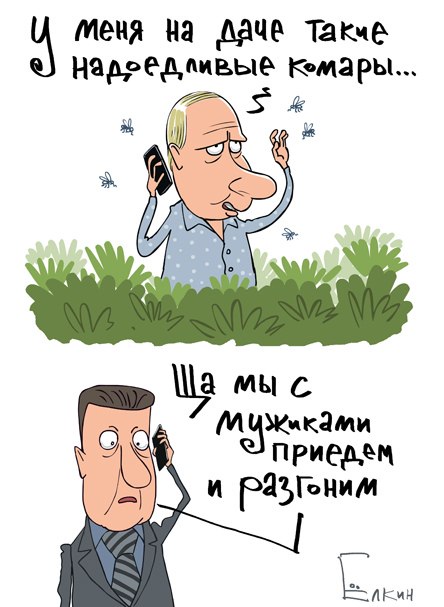 У меня на даче такие
надоедливые комары...
Ща мы с
мужиками
приедем
и разгоним
Ёлкин